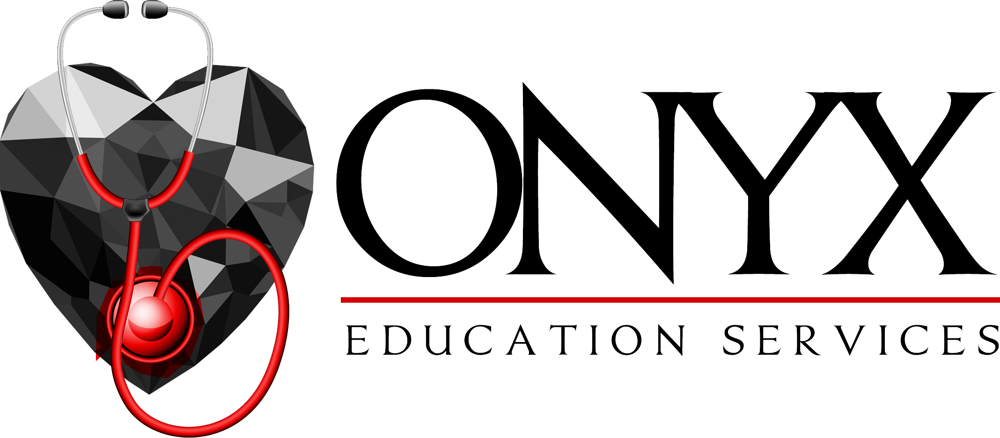 ONYX
EDUCATION SERVICES